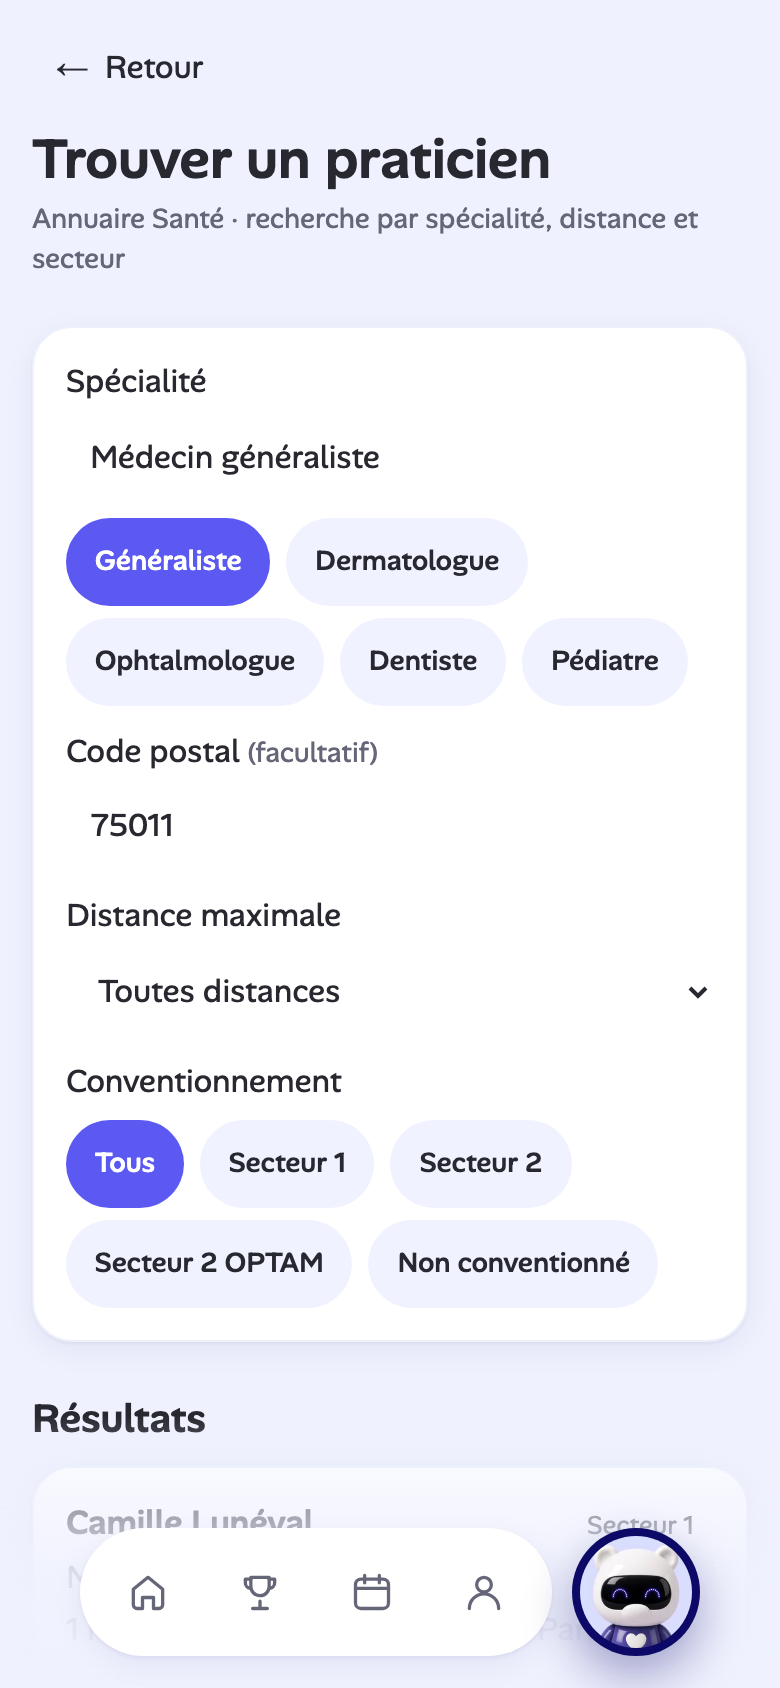 ← Retour
Trouver un praticien
Annuaire Santé · recherche par spécialité, distance et
secteur
Spécialité
Médecin généraliste
Généraliste
Dermatologue
Ophtalmologue
Dentiste
Pédiatre
Code postal (facultatif)
75011
Distance maximale
Toutes distances
Conventionnement
Tous
Secteur 1
Secteur 2
Secteur 2 OPTAM
Non conventionné
Résultats
Camille Lunéval
Secteur 1